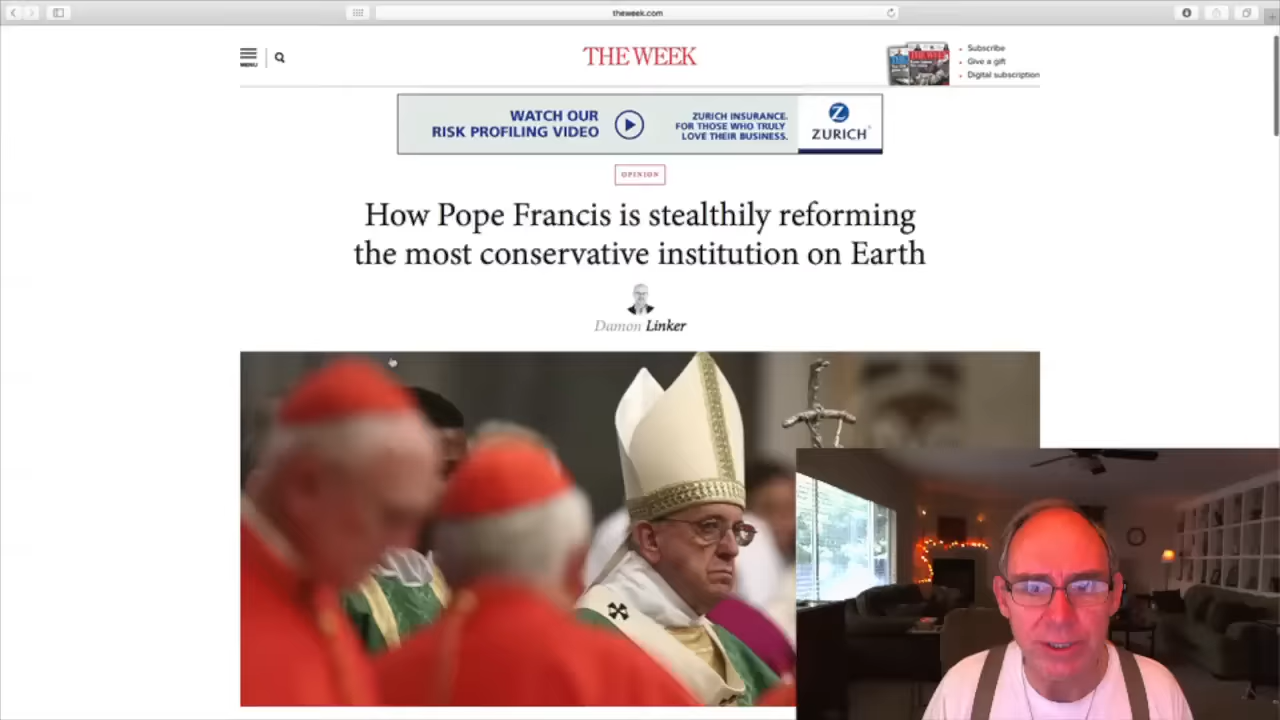 theweek.com
MENU
THE WEEK
Subscribe
Give a gift
Digital subscription
WATCH OUR
RISK PROFILING VIDEO
ZURICH INSURANCE.
FOR THOSE WHO TRULY
LOVE THEIR BUSINESS.
Z
ZURICH
OPINION
How Pope Francis is stealthily reforming
the most conservative institution on Earth
Damon Linker